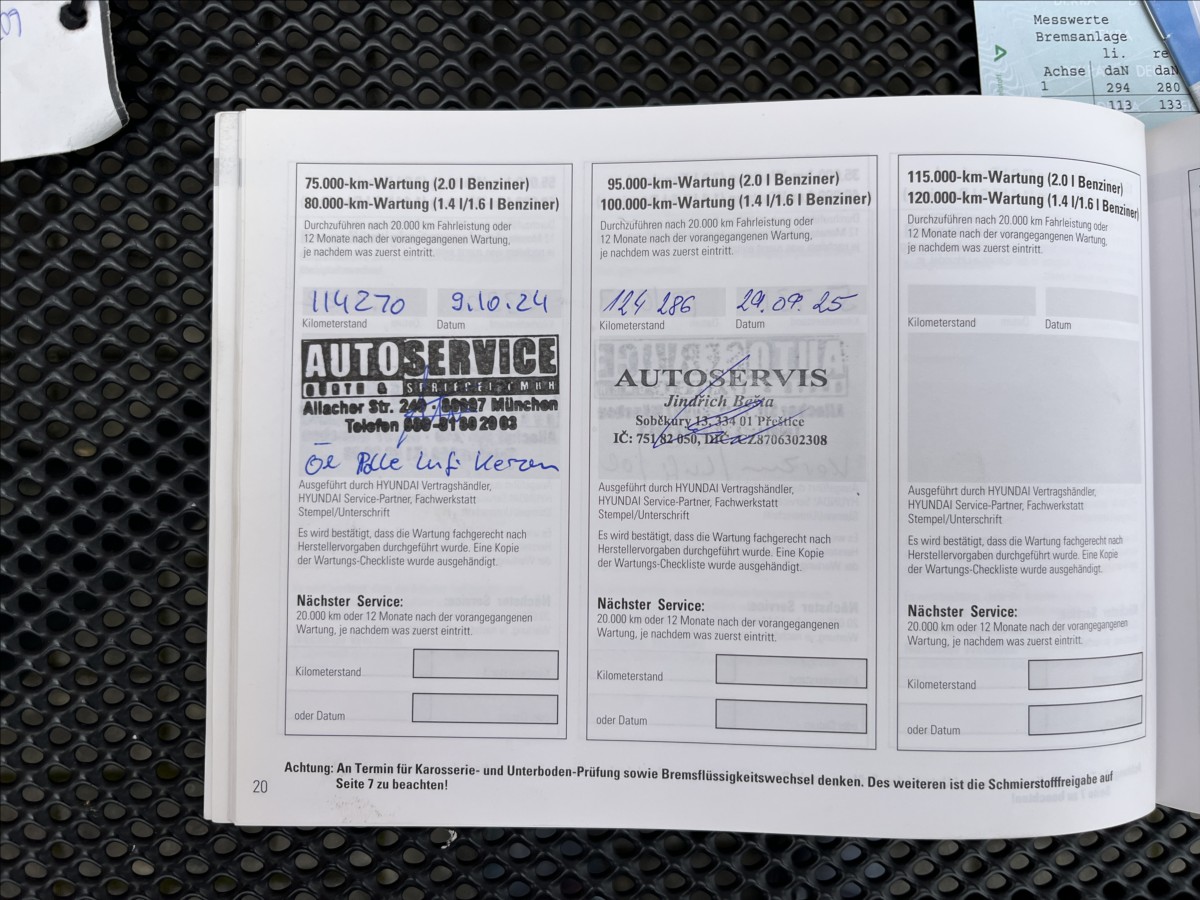 09
Messwerte
Bremsanlage
li. re
Achse daN daN
1 294 280
113 133
75.000-km-Wartung (2.0 l Benziner)
80.000-km-Wartung (1.4 l/1.6 l Benziner)
Durchzuführen nach 20.000 km Fahrleistung oder
12 Monate nach der vorangegangenen Wartung,
je nachdem was zuerst eintritt.
114270 9.10.24
Kilometerstand Datum
AUTOSERVICE
Allacher Str. München
Telefon
Öl Luft Kerzen
Ausgeführt durch HYUNDAI Vertragshändler,
HYUNDAI Service-Partner, Fachwerkstatt
Stempel/Unterschrift
Es wird bestätigt, dass die Wartung fachgerecht nach
Herstellervorgaben durchgeführt wurde. Eine Kopie
der Wartungs-Checkliste wurde ausgehändigt.
Nächster Service:
20.000 km oder 12 Monate nach der vorangegangenen
Wartung, je nachdem was zuerst eintritt.
Kilometerstand
oder Datum
95.000-km-Wartung (2.0 l Benziner)
100.000-km-Wartung (1.4 l/1.6 l Benziner)
Durchzuführen nach 20.000 km Fahrleistung oder
12 Monate nach der vorangegangenen Wartung,
je nachdem was zuerst eintritt.
124 286 29.09.25
Kilometerstand Datum
AUTOSERVIS
Jindřich Bešta
Soběkury 13, 334 01 Přeštice
IČ: 751 82 050, DIČ: CZ8706302308
Ausgeführt durch HYUNDAI Vertragshändler,
HYUNDAI Service-Partner, Fachwerkstatt
Stempel/Unterschrift
Es wird bestätigt, dass die Wartung fachgerecht nach
Herstellervorgaben durchgeführt wurde. Eine Kopie
der Wartungs-Checkliste wurde ausgehändigt.
Nächster Service:
20.000 km oder 12 Monate nach der vorangegangenen
Wartung, je nachdem was zuerst eintritt.
Kilometerstand
oder Datum
115.000-km-Wartung (2.0 l Benziner)
120.000-km-Wartung (1.4 l/1.6 l Benziner)
Durchzuführen nach 20.000 km Fahrleistung oder
12 Monate nach der vorangegangenen Wartung,
je nachdem was zuerst eintritt.
Kilometerstand Datum
Ausgeführt durch HYUNDAI Vertragshändler,
HYUNDAI Service-Partner, Fachwerkstatt
Stempel/Unterschrift
Es wird bestätigt, dass die Wartung fachgerecht nach
Herstellervorgaben durchgeführt wurde. Eine Kopie
der Wartungs-Checkliste wurde ausgehändigt.
Nächster Service:
20.000 km oder 12 Monate nach der vorangegangenen
Wartung, je nachdem was zuerst eintritt.
Kilometerstand
oder Datum
Achtung: An Termin für Karosserie- und Unterboden-Prüfung sowie Bremsflüssigkeitswechsel denken. Des weiteren ist die Schmierstofffreigabe auf
Seite 7 zu beachten!
20